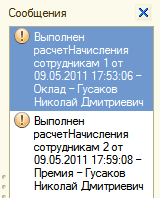 Сообщения
Выполнен
расчетНачисления
сотрудникам 1 от
09.05.2011 17:53:06 –
Оклад – Гусаков
Николай Дмитриевич
Выполнен
расчетНачисления
сотрудникам 2 от
09.05.2011 17:59:08 –
Премия – Гусаков
Николай Дмитриевич